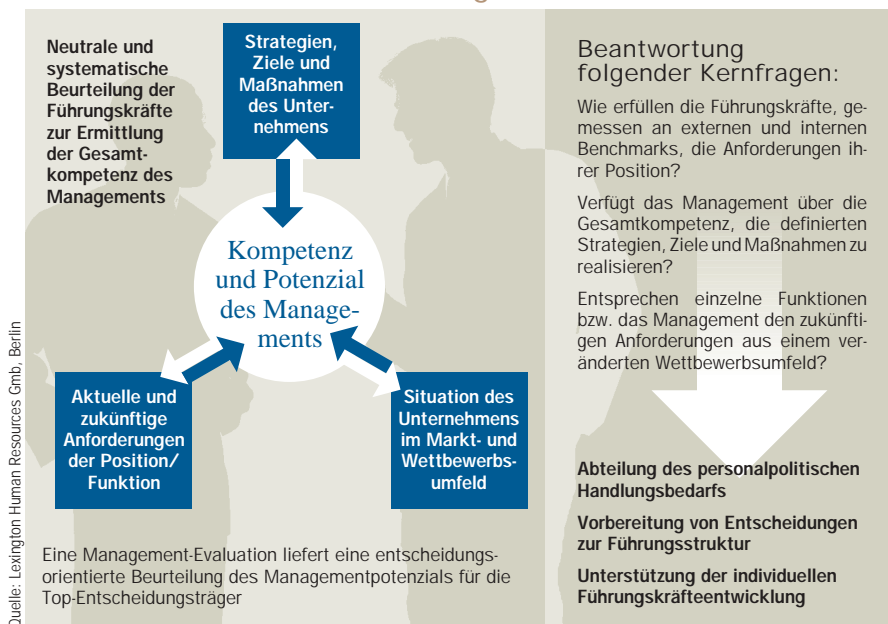 Neutrale und
systematische
Beurteilung der
Führungskräfte
zur Ermittlung
der Gesamt-
kompetenz des
Managements
Strategien,
Ziele und
Maßnahmen
des Unter-
nehmens
Kompetenz
und Potenzial
des Manage-
ments
Aktuelle und
zukünftige
Anforderungen
der Position/
Funktion
Situation des
Unternehmens
im Markt- und
Wettbewerbs-
umfeld
Eine Management-Evaluation liefert eine entscheidungs-
orientierte Beurteilung des Managementpotenzials für die
Top-Entscheidungsträger
Beantwortung
folgender Kernfragen:
Wie erfüllen die Führungskräfte, ge-
messen an externen und internen
Benchmarks, die Anforderungen ih-
rer Position?
Verfügt das Management über die
Gesamtkompetenz, die definierten
Strategien, Ziele und Maßnahmen zu
realisieren?
Entsprechen einzelne Funktionen
bzw. das Management den zukünfti-
gen Anforderungen aus einem ver-
änderten Wettbewerbsumfeld?
Abteilung des personalpolitischen
Handlungsbedarfs
Vorbereitung von Entscheidungen
zur Führungsstruktur
Unterstützung der individuellen
Führungskräfteentwicklung
Quelle: Lexington Human Resources Gmb, Berlin